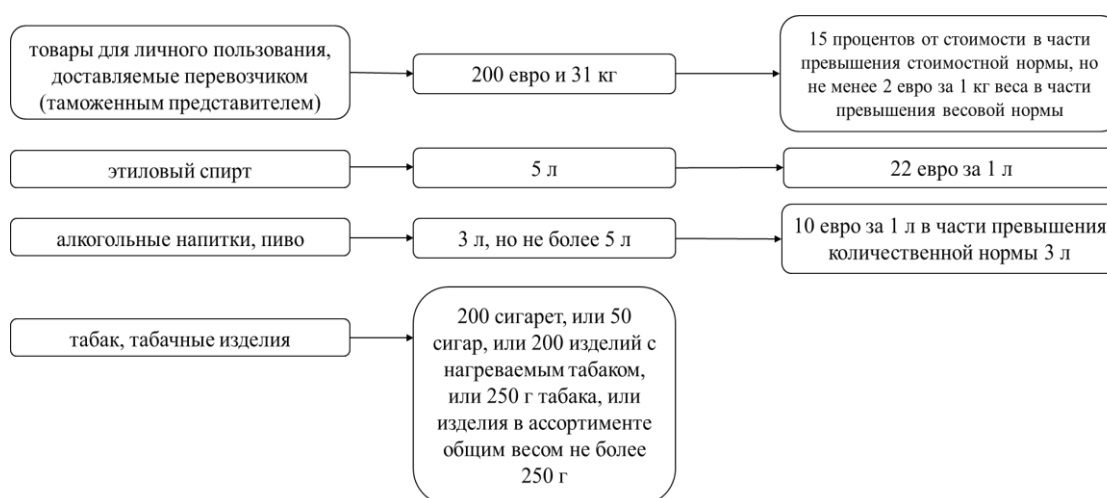 товары для личного пользования,
доставляемые перевозчиком
(таможенным представителем)
200 евро и 31 кг
15 процентов от стоимости в части
превышения стоимостной нормы, но
не менее 2 евро за 1 кг веса в части
превышения весовой нормы
этиловый спирт
5 л
22 евро за 1 л
алкогольные напитки, пиво
3 л, но не более 5 л
10 евро за 1 л в части превышения
количественной нормы 3 л
табак, табачные изделия
200 сигарет, или 50
сигар, или 200 изделий с
нагреваемым табаком,
или 250 г табака, или
изделия в ассортименте
общим весом не более
250 г